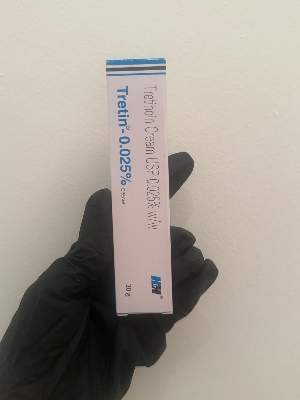 Tretinoin Cream USP 0.025% w/w
Tretin® 0.025% CREAM
H&H®
30 g